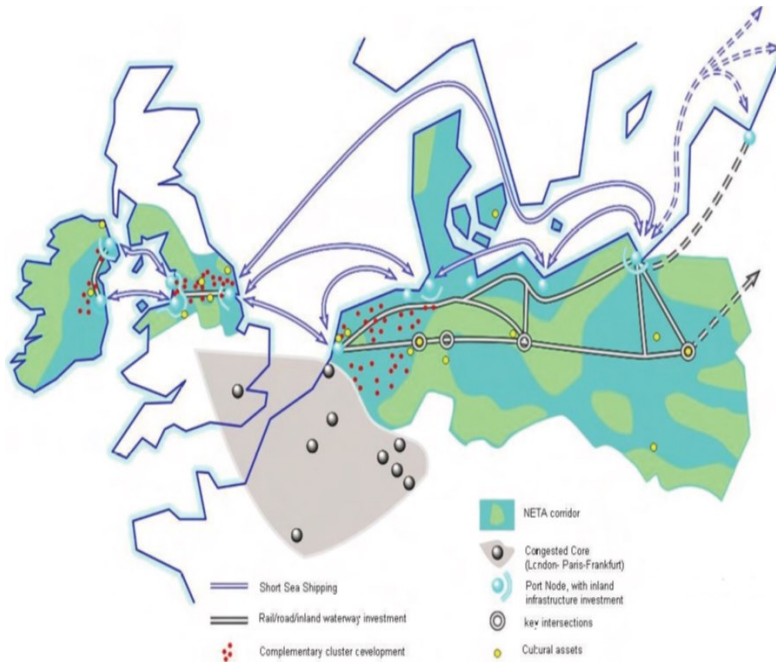 NETA corridor
Congested Core
(London- Paris-Frankfurt)
Short Sea Shipping
Port Node, with inland
infrastructure investment
Rail/road/inland waterway investment
key intersections
Complementary cluster cevelopment
Cultural assets